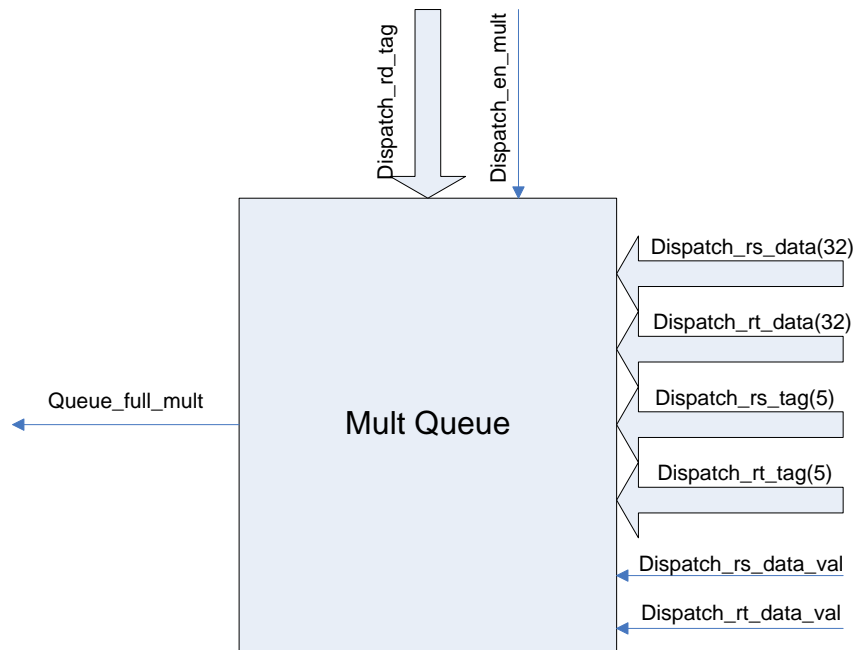 Dispatch_rd_tag
Dispatch_en_mult
Dispatch_rs_data(32)
Dispatch_rt_data(32)
Queue_full_mult
Dispatch_rs_tag(5)
Mult Queue
Dispatch_rt_tag(5)
Dispatch_rs_data_val
Dispatch_rt_data_val